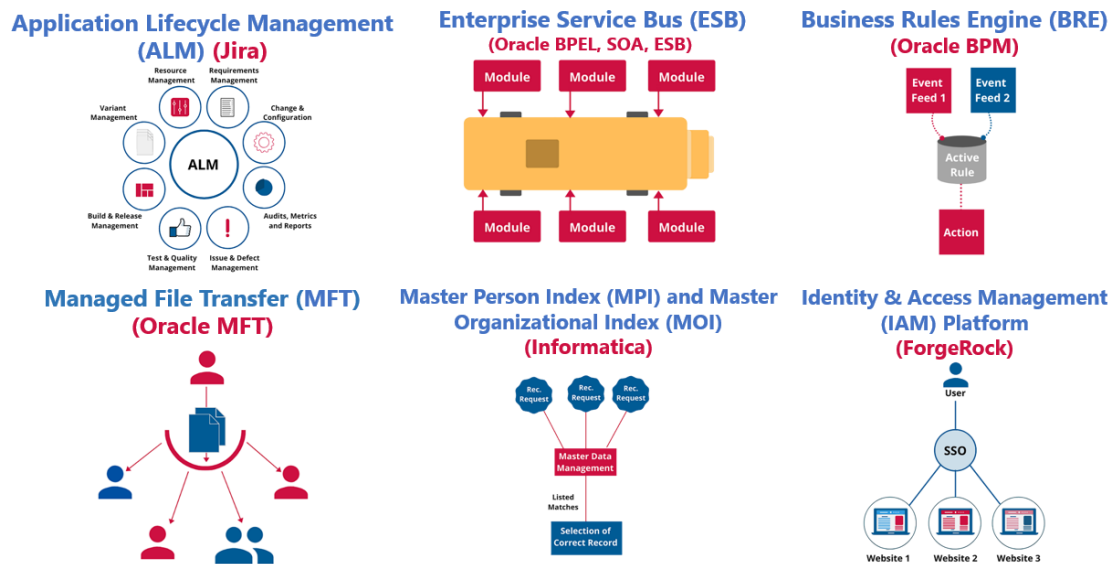 Application Lifecycle Management
(ALM) (Jira)
Resource
Management
Requirements
Management
Variant
Management
Change &
Configuration
ALM
Build & Release
Management
Audits, Metrics
and Reports
Test & Quality
Management
Issue & Defect
Management
Enterprise Service Bus (ESB)
(Oracle BPEL, SOA, ESB)
Module
Module
Module
Module
Module
Module
Business Rules Engine (BRE)
(Oracle BPM)
Event
Feed 1
Event
Feed 2
Active
Rule
Action
Managed File Transfer (MFT)
(Oracle MFT)
Master Person Index (MPI) and Master
Organizational Index (MOI)
(Informatica)
Rec.
Request
Rec.
Request
Rec.
Request
Master Data
Management
Listed
Matches
Selection of
Correct Record
Identity & Access Management
(IAM) Platform
(ForgeRock)
User
SSO
Website 1
Website 2
Website 3